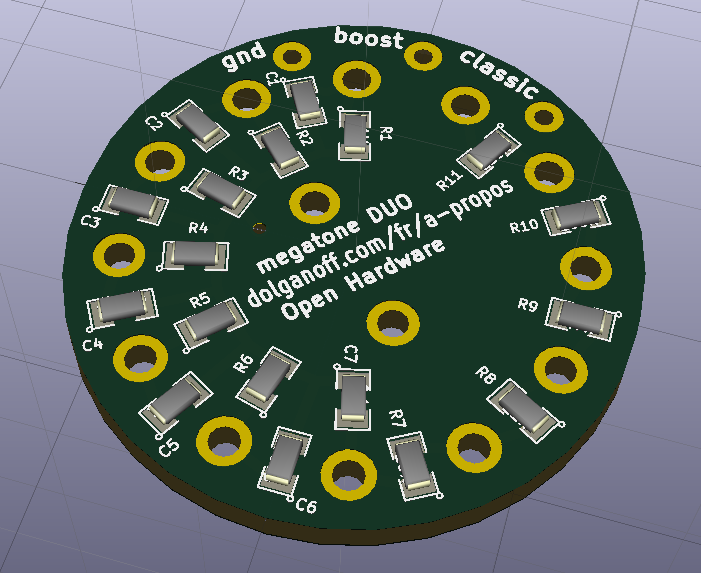 gnd
boost
classic
C1
C2
R2
R1
R11
R3
C3
R4
R10
megatone DUO
dolganoff.com/fr/a-propos
Open Hardware
R5
R9
C4
R6
C7
R8
C5
R7
C6